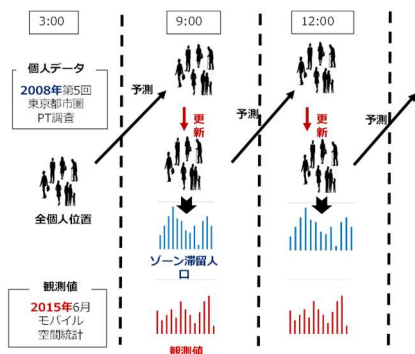 3:00
9:00
12:00
個人データ
2008年第5回
東京都市圏
PT調査
予測
更新
予測
更新
予測
全個人位置
ゾーン滞留人
口
観測値
2015年6月
モバイル
空間統計
観測値